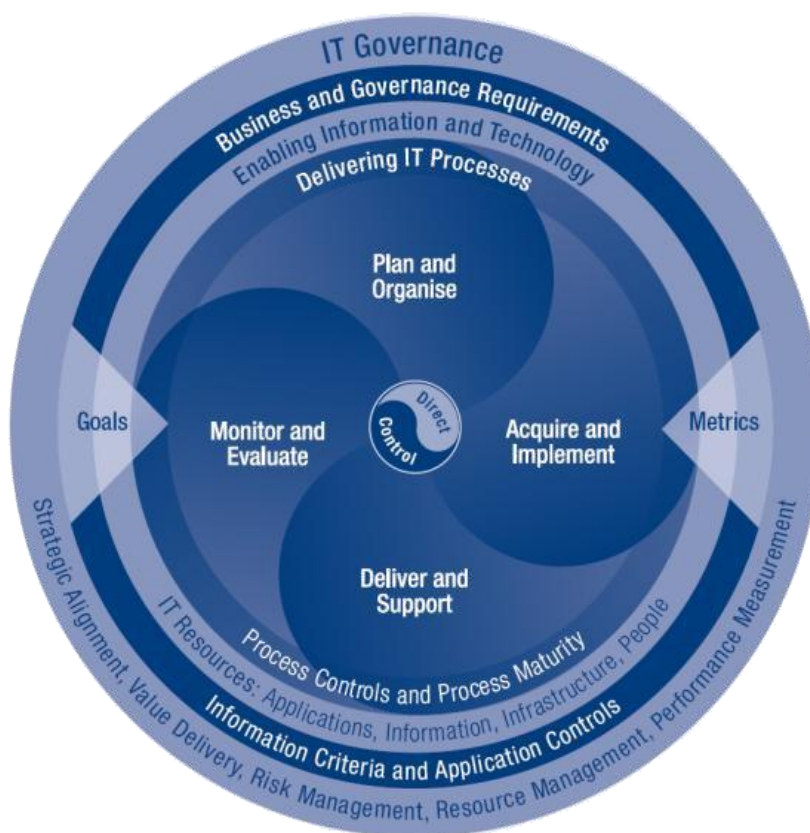 IT Governance
Business and Governance Requirements
Enabling Information and Technology
Delivering IT Processes
Plan and
Organise
Goals
Monitor and
Evaluate
Direct
Control
Acquire and
Implement
Metrics
Deliver and
Support
Process Controls and Process Maturity
IT Resources: Applications, Information, Infrastructure, People
Information Criteria and Application Controls
Strategic Alignment, Value Delivery, Risk Management, Resource Management, Performance Measurement